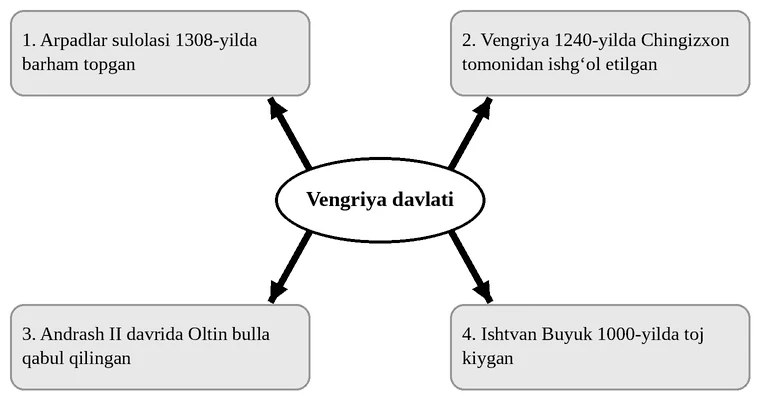 1. Arpadlar sulolasi 1308-yilda
barham topgan
2. Vengriya 1240-yilda Chingizxon
tomonidan ishg‘ol etilgan
Vengriya davlati
3. Andrash II davrida Oltin bulla
qabul qilingan
4. Ishtvan Buyuk 1000-yilda toj
kiygan